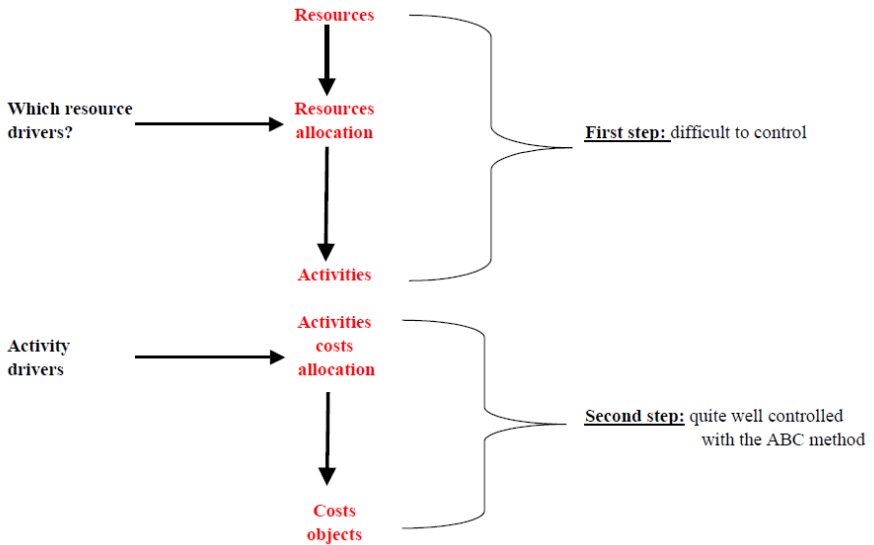 Resources
Which resource
drivers?
Resources
allocation
First step: difficult to control
Activities
Activities
costs
allocation
Activity
drivers
Second step: quite well controlled
with the ABC method
Costs
objects